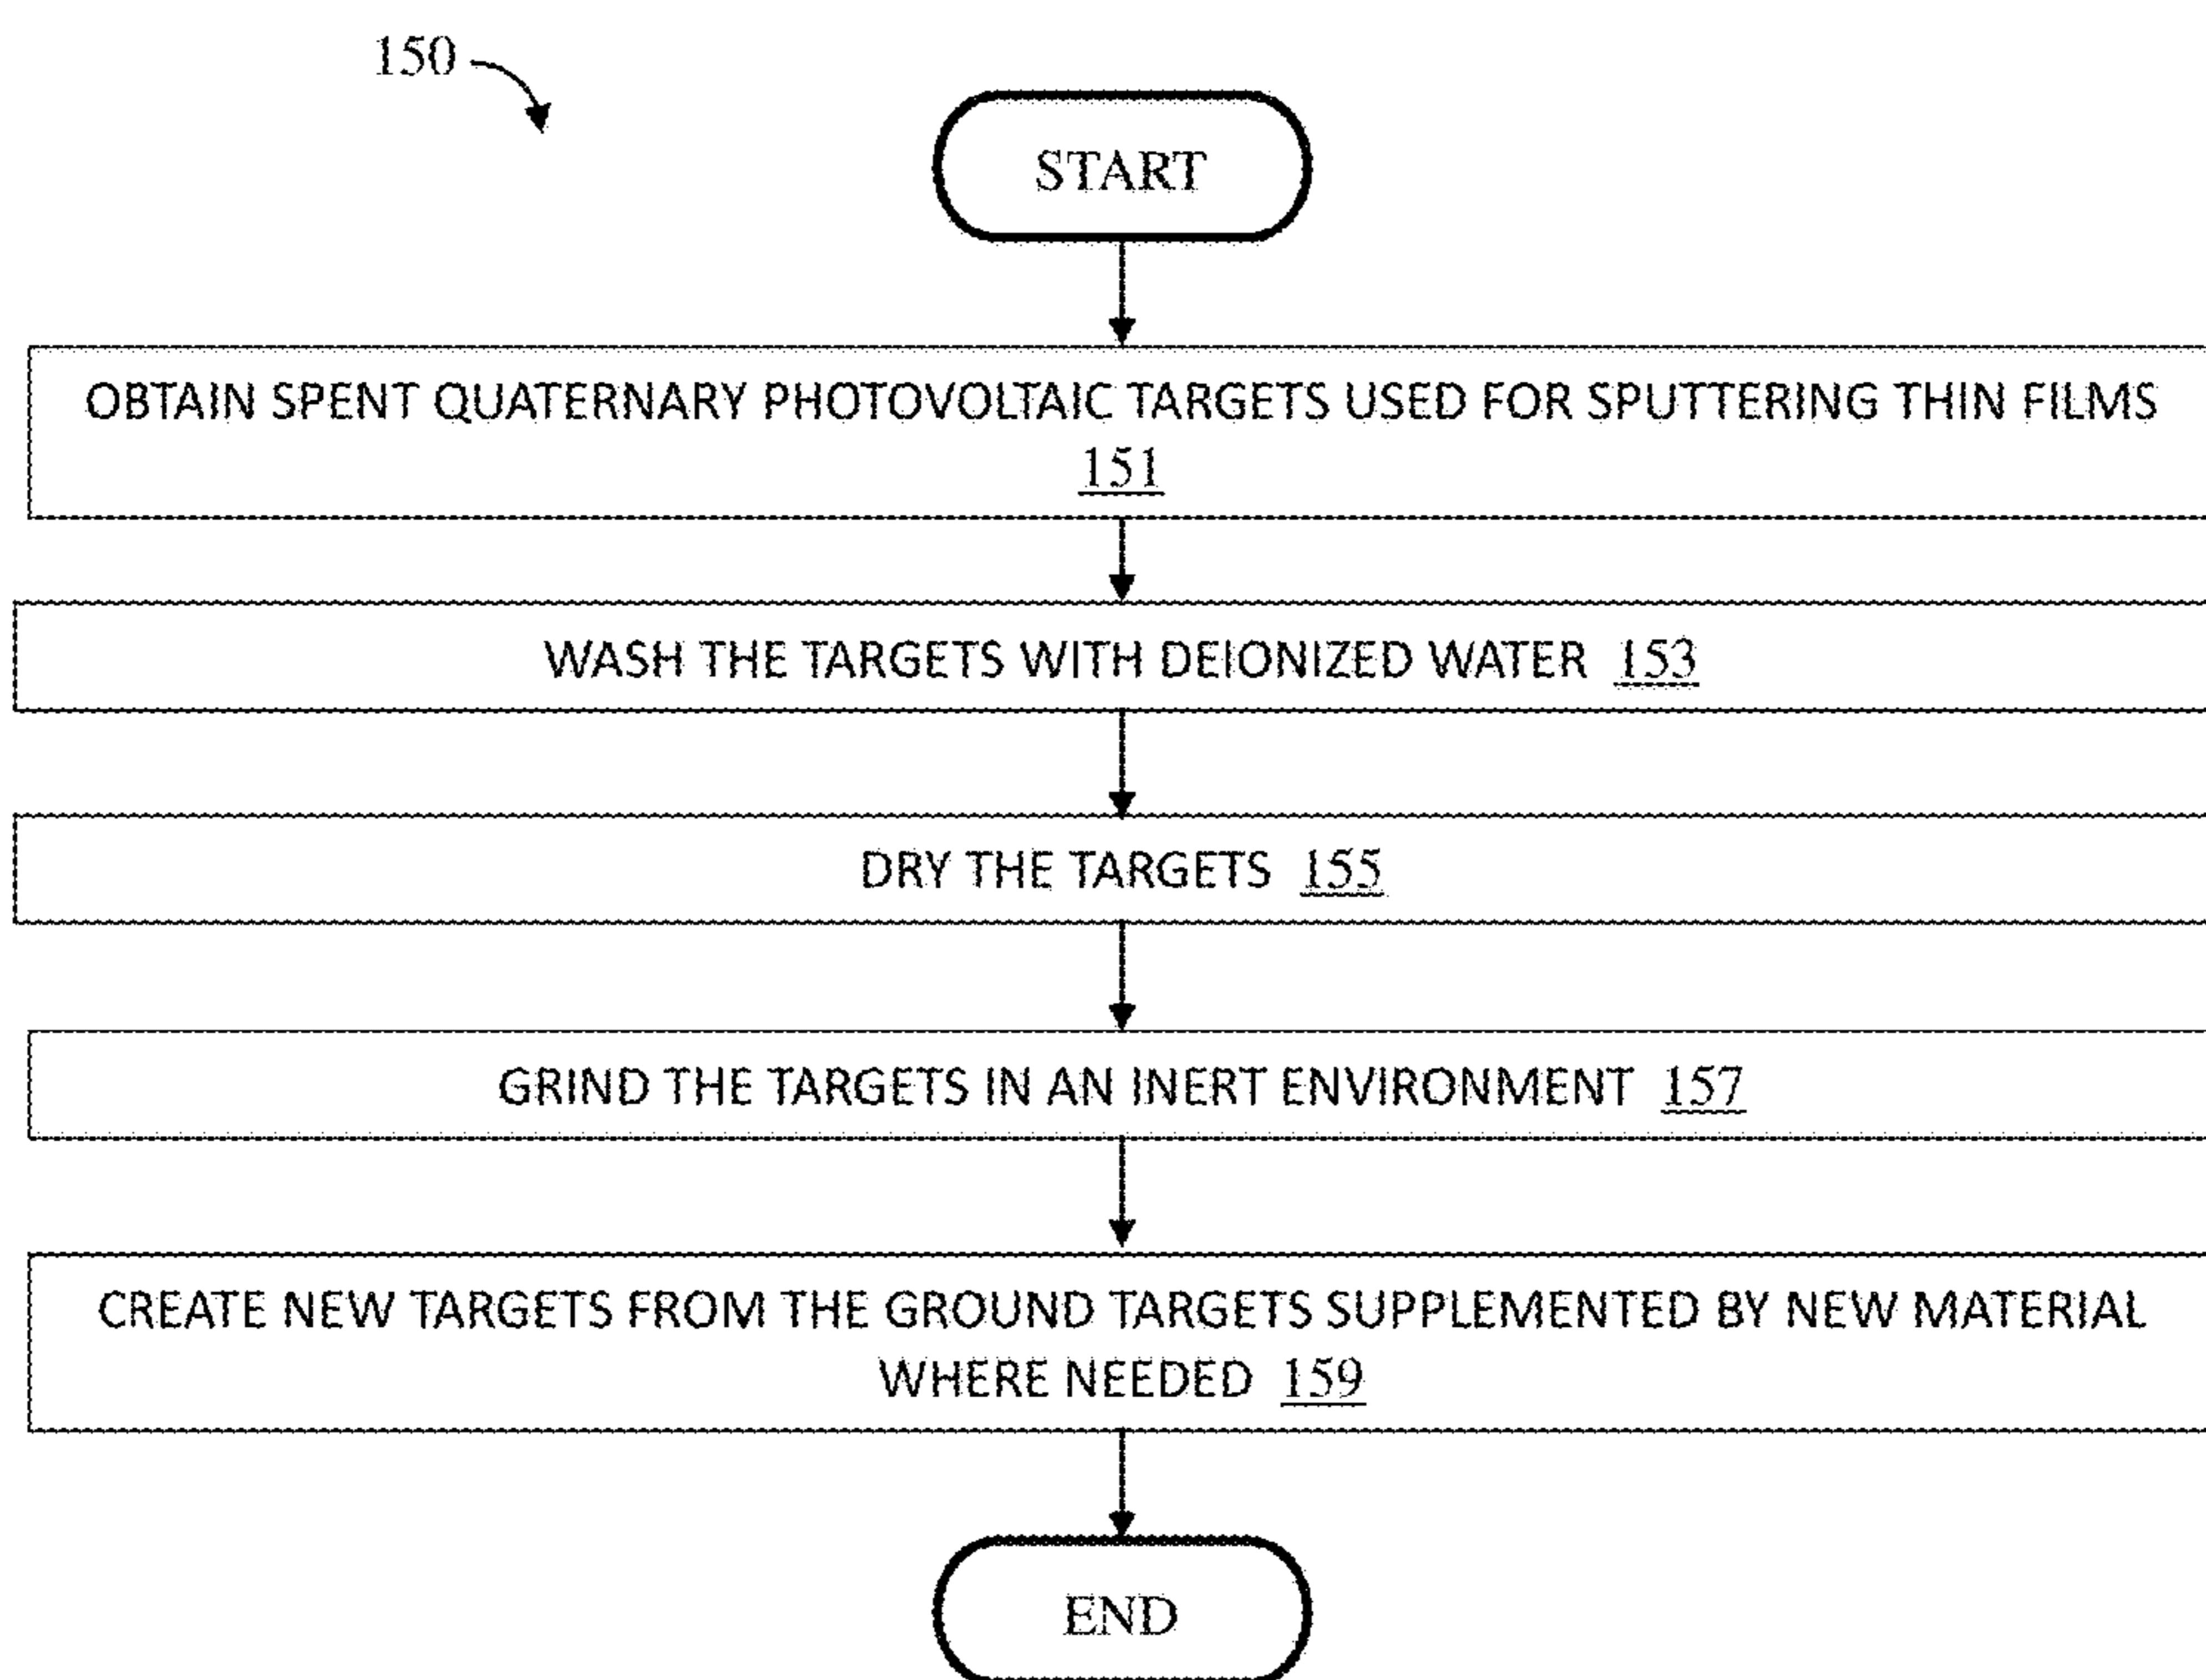 150
START
OBTAIN SPENT QUATERNARY PHOTOVOLTAIC TARGETS USED FOR SPUTTERING THIN FILMS
151
WASH THE TARGETS WITH DEIONIZED WATER 153
DRY THE TARGETS 155
GRIND THE TARGETS IN AN INERT ENVIRONMENT 157
CREATE NEW TARGETS FROM THE GROUND TARGETS SUPPLEMENTED BY NEW MATERIAL
WHERE NEEDED 159
END